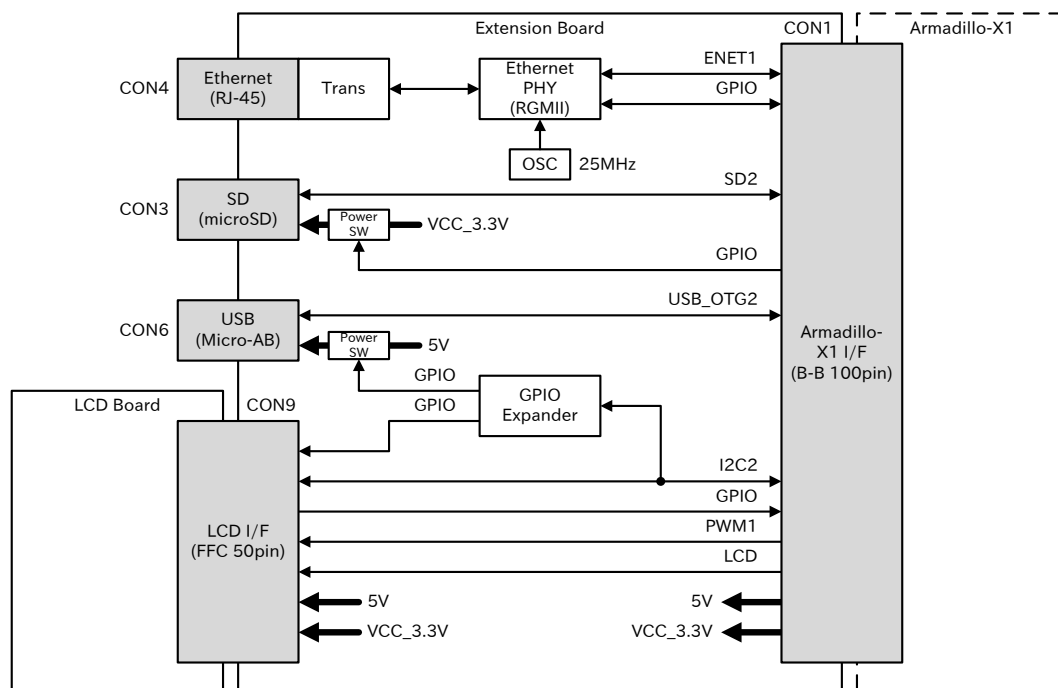 Extension Board
CON1
Armadillo-X1
CON4
Ethernet
(RJ-45)
Trans
Ethernet
PHY
(RGMII)
ENET1
GPIO
OSC
25MHz
CON3
SD
(microSD)
SD2
Power
SW
VCC_3.3V
GPIO
CON6
USB
(Micro-AB)
USB_OTG2
Power
SW
5V
GPIO
GPIO
GPIO
Expander
Armadillo-
X1 I/F
(B-B 100pin)
LCD Board
CON9
LCD I/F
(FFC 50pin)
I2C2
GPIO
PWM1
LCD
5V
5V
VCC_3.3V
VCC_3.3V